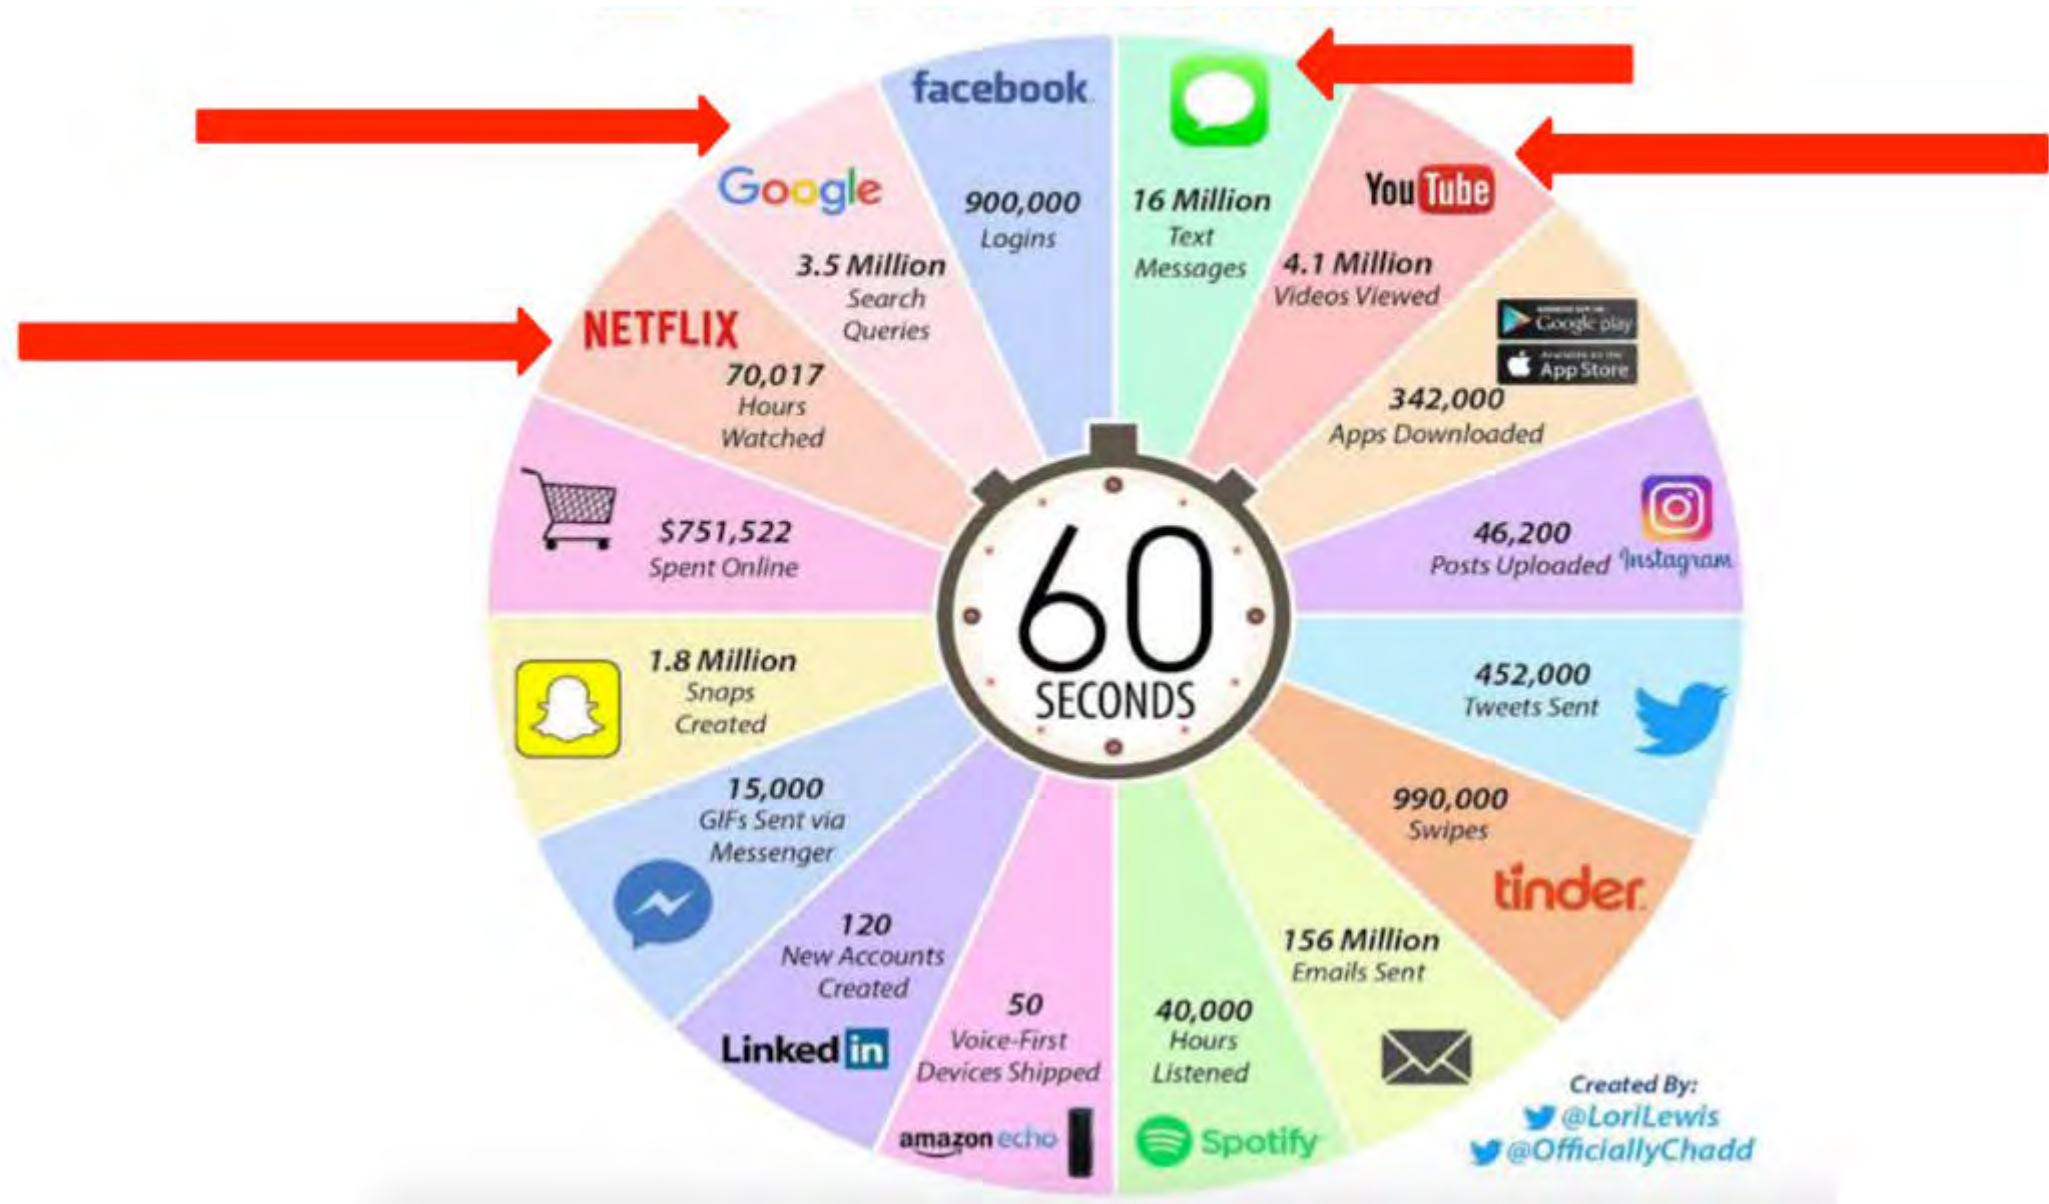 facebook
900,000
Logins
16 Million
Text
Messages
YouTube
4.1 Million
Videos Viewed
Google play
App Store
342,000
Apps Downloaded
46,200
Posts Uploaded
Instagram
452,000
Tweets Sent
990,000
Swipes
tinder
156 Million
Emails Sent
40,000
Hours
Listened
Spotify
50
Voice-First
Devices Shipped
amazon echo
120
New Accounts
Created
Linked in
15,000
GIFs Sent via
Messenger
1.8 Million
Snaps
Created
$751,522
Spent Online
NETFLIX
70,017
Hours
Watched
Google
3.5 Million
Search
Queries
60
SECONDS
Created By:
@LoriLewis
@OfficiallyChadd